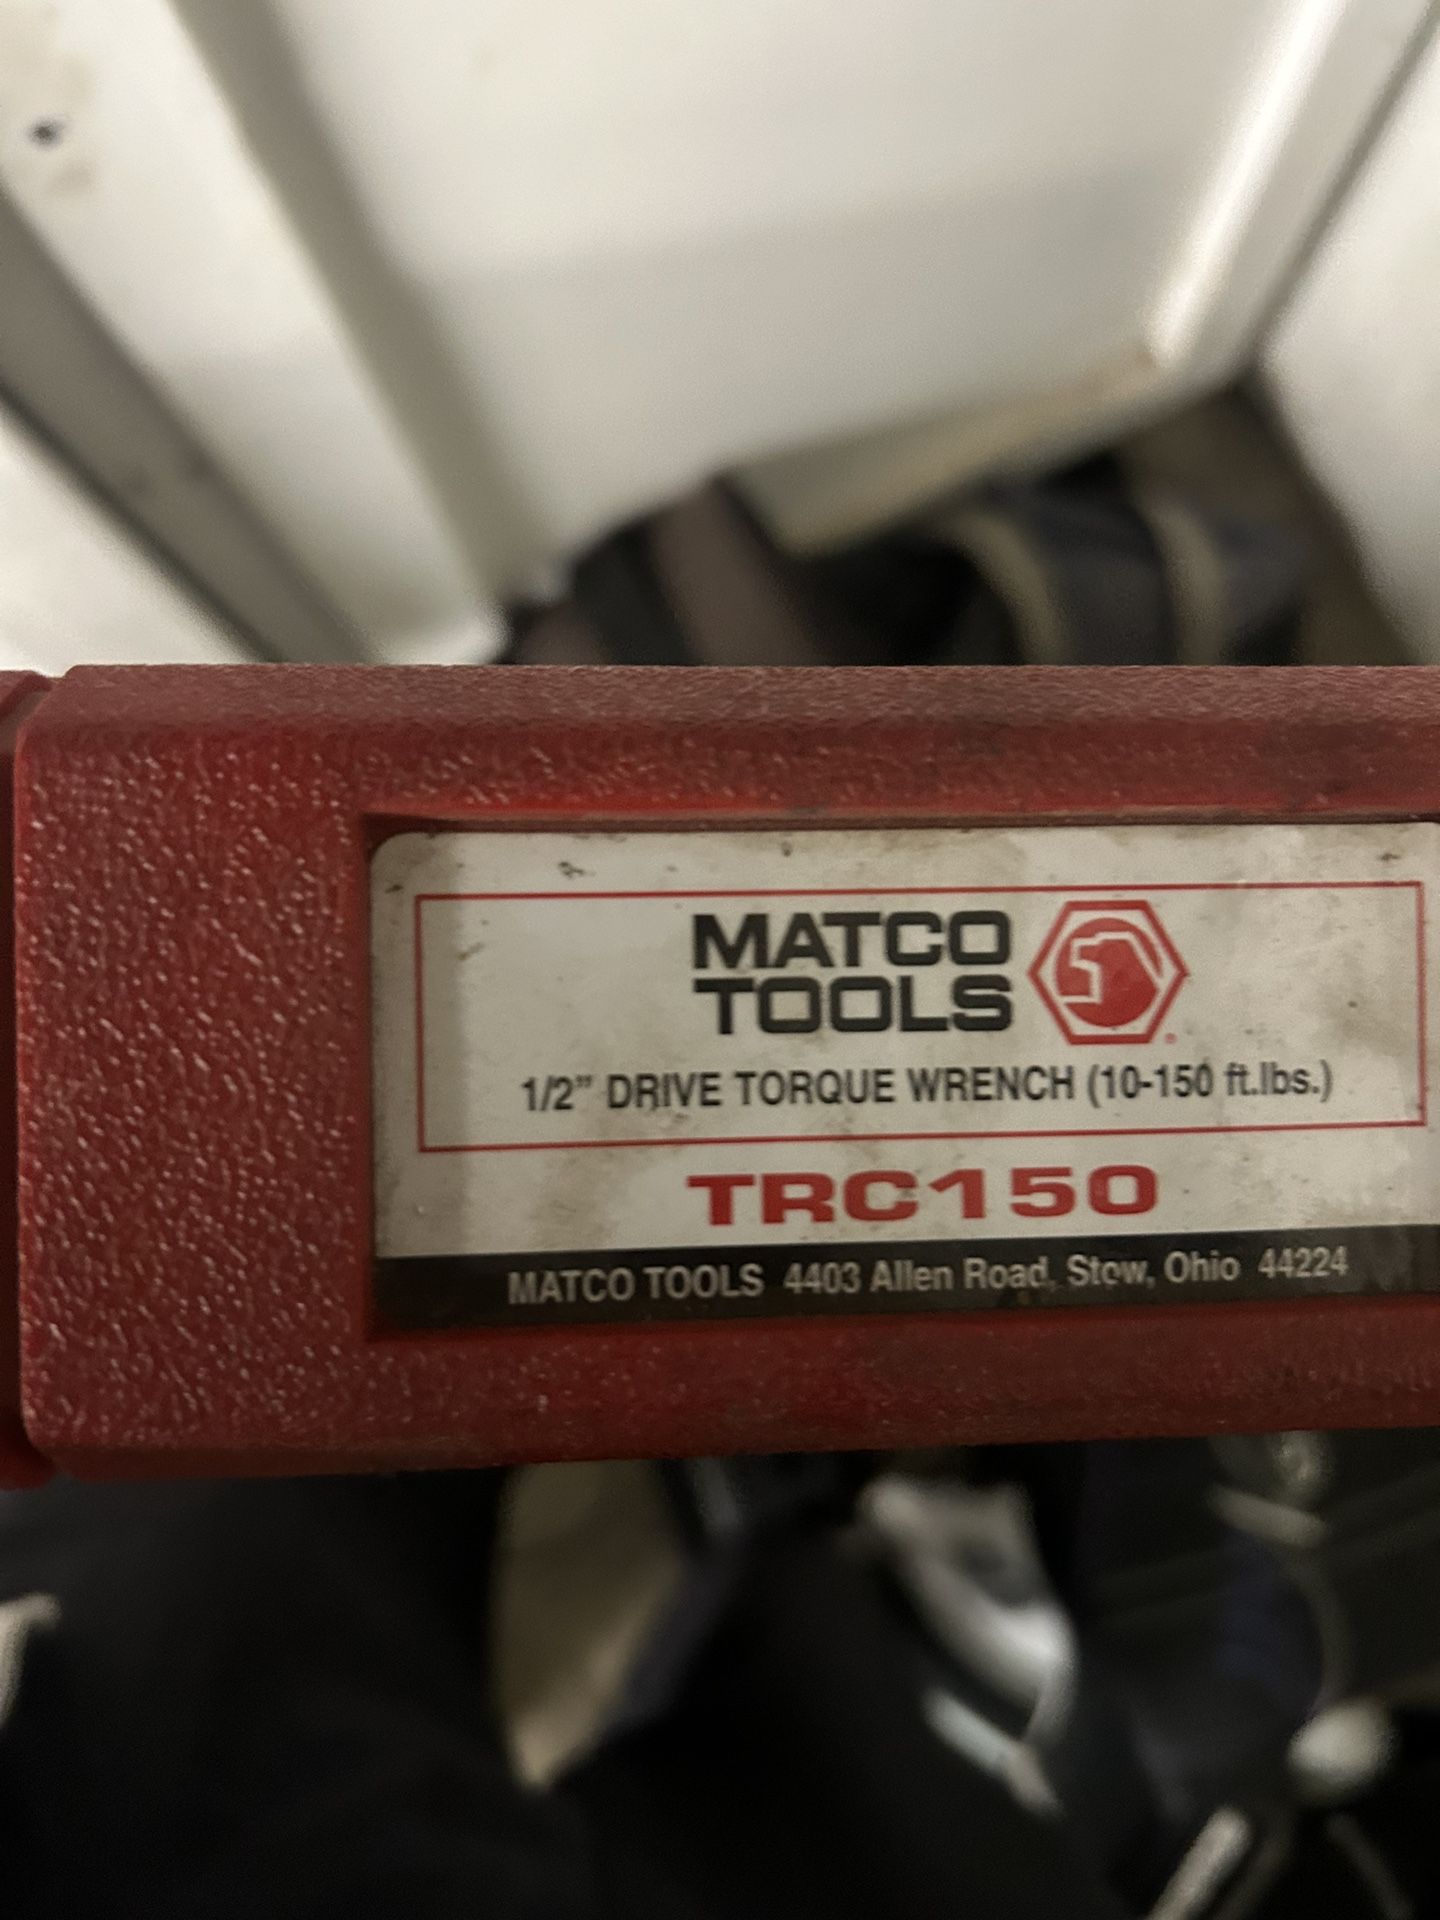 MATCO
TOOLS
1/2” DRIVE TORQUE WRENCH (10-150 ft.lbs.)
TRC150
MATCO TOOLS 4403 Allen Road, Stow, Ohio 44224